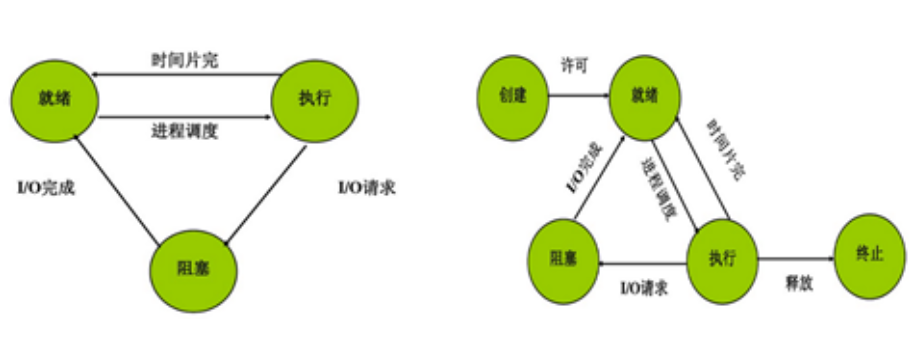 时间片完
就绪
执行
进程调度
I/O完成
I/O请求
阻塞
创建
许可
就绪
I/O完成
进程调度
时间片完
阻塞
I/O请求
执行
释放
终止